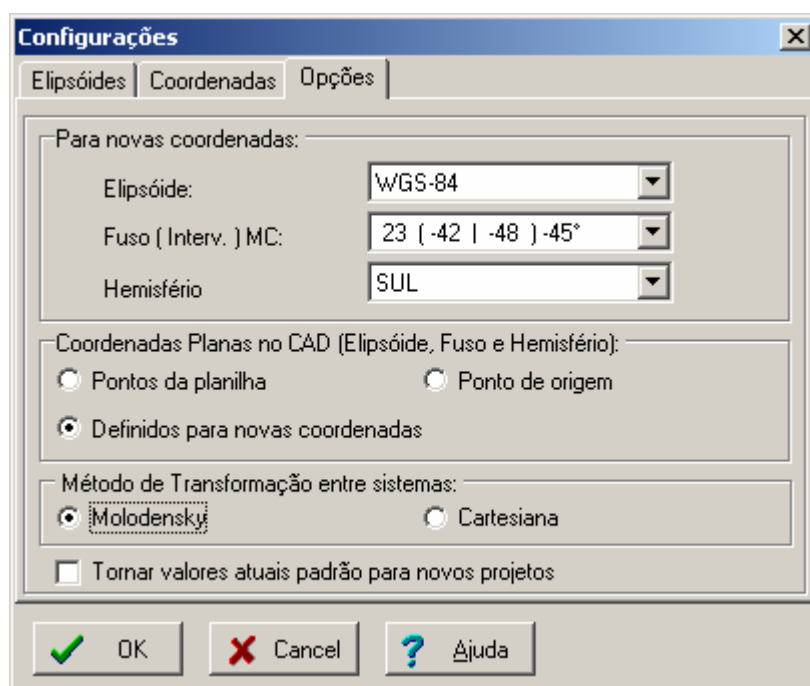 Configurações
Elipsóides Coordenadas Opções
Para novas coordenadas:
Elipsóide: WGS-84
Fuso ( Interv. ) MC: 23 ( -42 | -48 ) -45°
Hemisfério SUL
Coordenadas Planas no CAD (Elipsóide, Fuso e Hemisfério):
Pontos da planilha Ponto de origem
Definidos para novas coordenadas
Método de Transformação entre sistemas:
Molodensky Cartesiana
Tornar valores atuais padrão para novos projetos
OK Cancel Ajuda